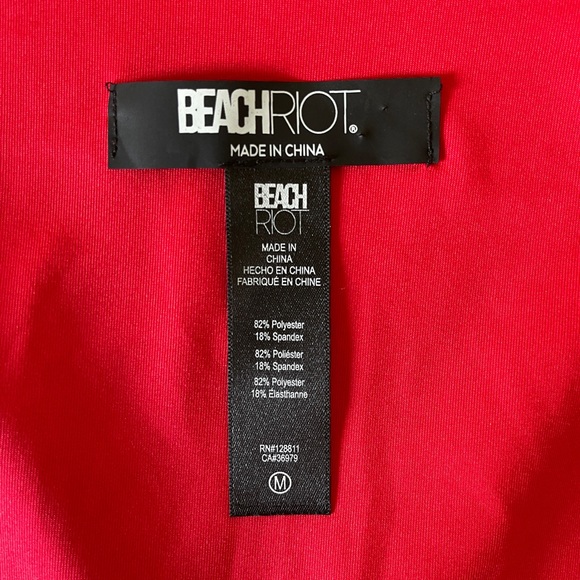 BEACHRIOT®
MADE IN CHINA
BEACH
RIOT
MADE IN
CHINA
HECHO EN CHINA
FABRIQUÉ EN CHINE
82% Polyester
18% Spandex
82% Poliéster
18% Spandex
82% Polyester
18% Élasthanne
RN#128811
CA#36979
M